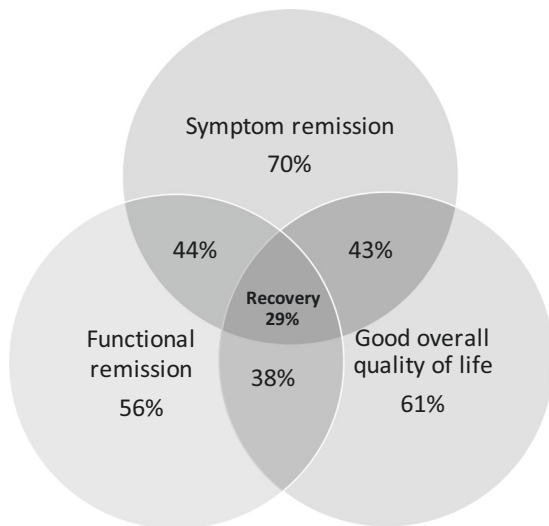 Symptom remission
70%
44%
43%
Recovery
29%
Functional
remission
56%
38%
Good overall
quality of life
61%